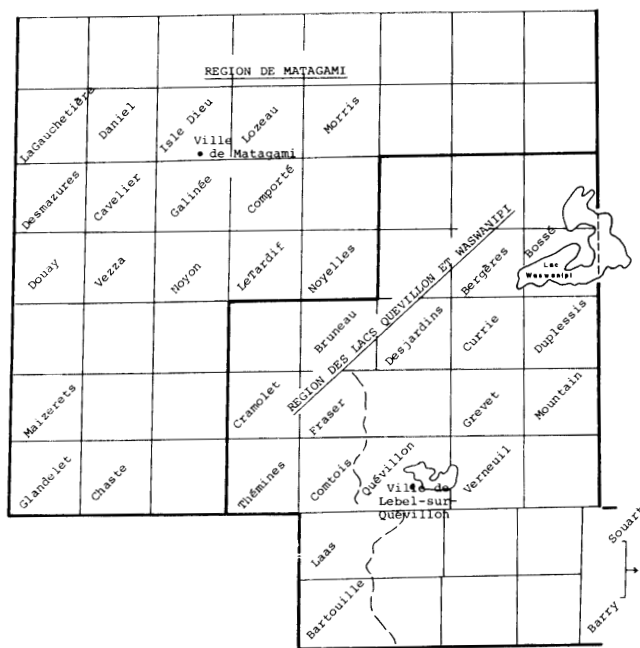 REGION DE MATAGAMI
LaGauchetière
Daniel
Isle Dieu
Lozeau
Morris
Ville
de Matagami
Desmazures
Cavelier
Galinée
Comporté
Douay
Vezza
Noyon
LeTardif
Noyelles
REGION DES LACS QUEVILLON ET WASWANIPI
Bergères
Bossé
Lac
Waswanipi
Bruneau
Desjardins
Currie
Duplessis
Maizerets
Cramolet
Fraser
Grevet
Mountain
Glandelet
Chaste
Thémines
Comtois
Quévillon
Verneuil
Ville de
Lebel-sur-
Quévillon
Laas
Souart
Bartouille
Barry